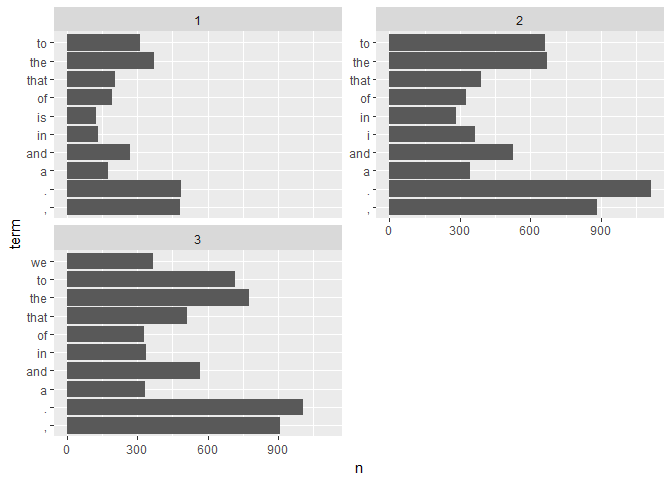 1
to
the
that
of
is
in
and
a
.
,
2
to
the
that
of
in
i
and
a
.
,
0 300 600 900
3
we
to
the
that
of
in
and
a
.
,
0 300 600 900
term
n